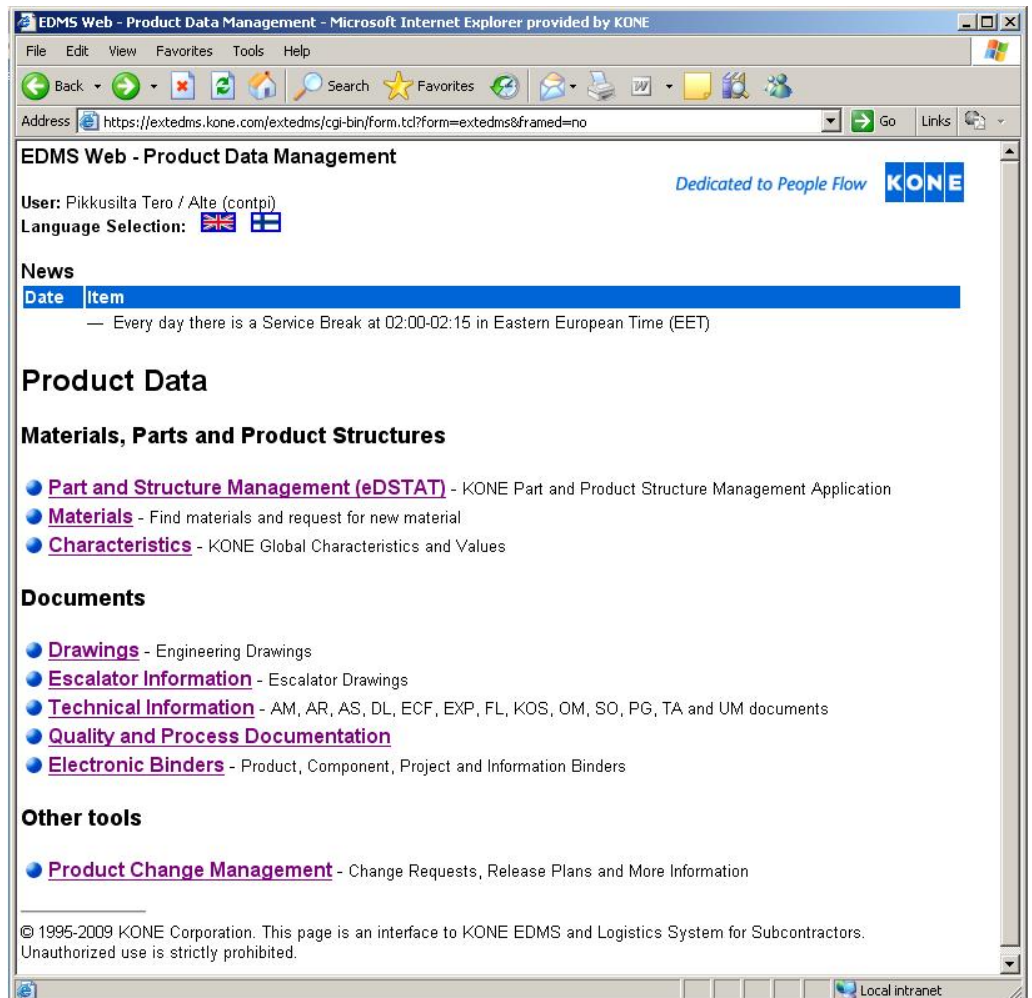 EDMS Web - Product Data Management - Microsoft Internet Explorer provided by KONE
File Edit View Favorites Tools Help
Back Search Favorites
Address https://extedms.kone.com/extedms/cgi-bin/form.tcl?form=extedms&framed=no Go Links
EDMS Web - Product Data Management
Dedicated to People Flow KONE
User: Pikkusilta Tero / Alte (contpi)
Language Selection:
News
Date Item
— Every day there is a Service Break at 02:00-02:15 in Eastern European Time (EET)
Product Data
Materials, Parts and Product Structures
Part and Structure Management (eDSTAT) - KONE Part and Product Structure Management Application
Materials - Find materials and request for new material
Characteristics - KONE Global Characteristics and Values
Documents
Drawings - Engineering Drawings
Escalator Information - Escalator Drawings
Technical Information - AM, AR, AS, DL, ECF, EXP, FL, KOS, OM, SO, PG, TA and UM documents
Quality and Process Documentation
Electronic Binders - Product, Component, Project and Information Binders
Other tools
Product Change Management - Change Requests, Release Plans and More Information
© 1995-2009 KONE Corporation. This page is an interface to KONE EDMS and Logistics System for Subcontractors.
Unauthorized use is strictly prohibited.
Local intranet